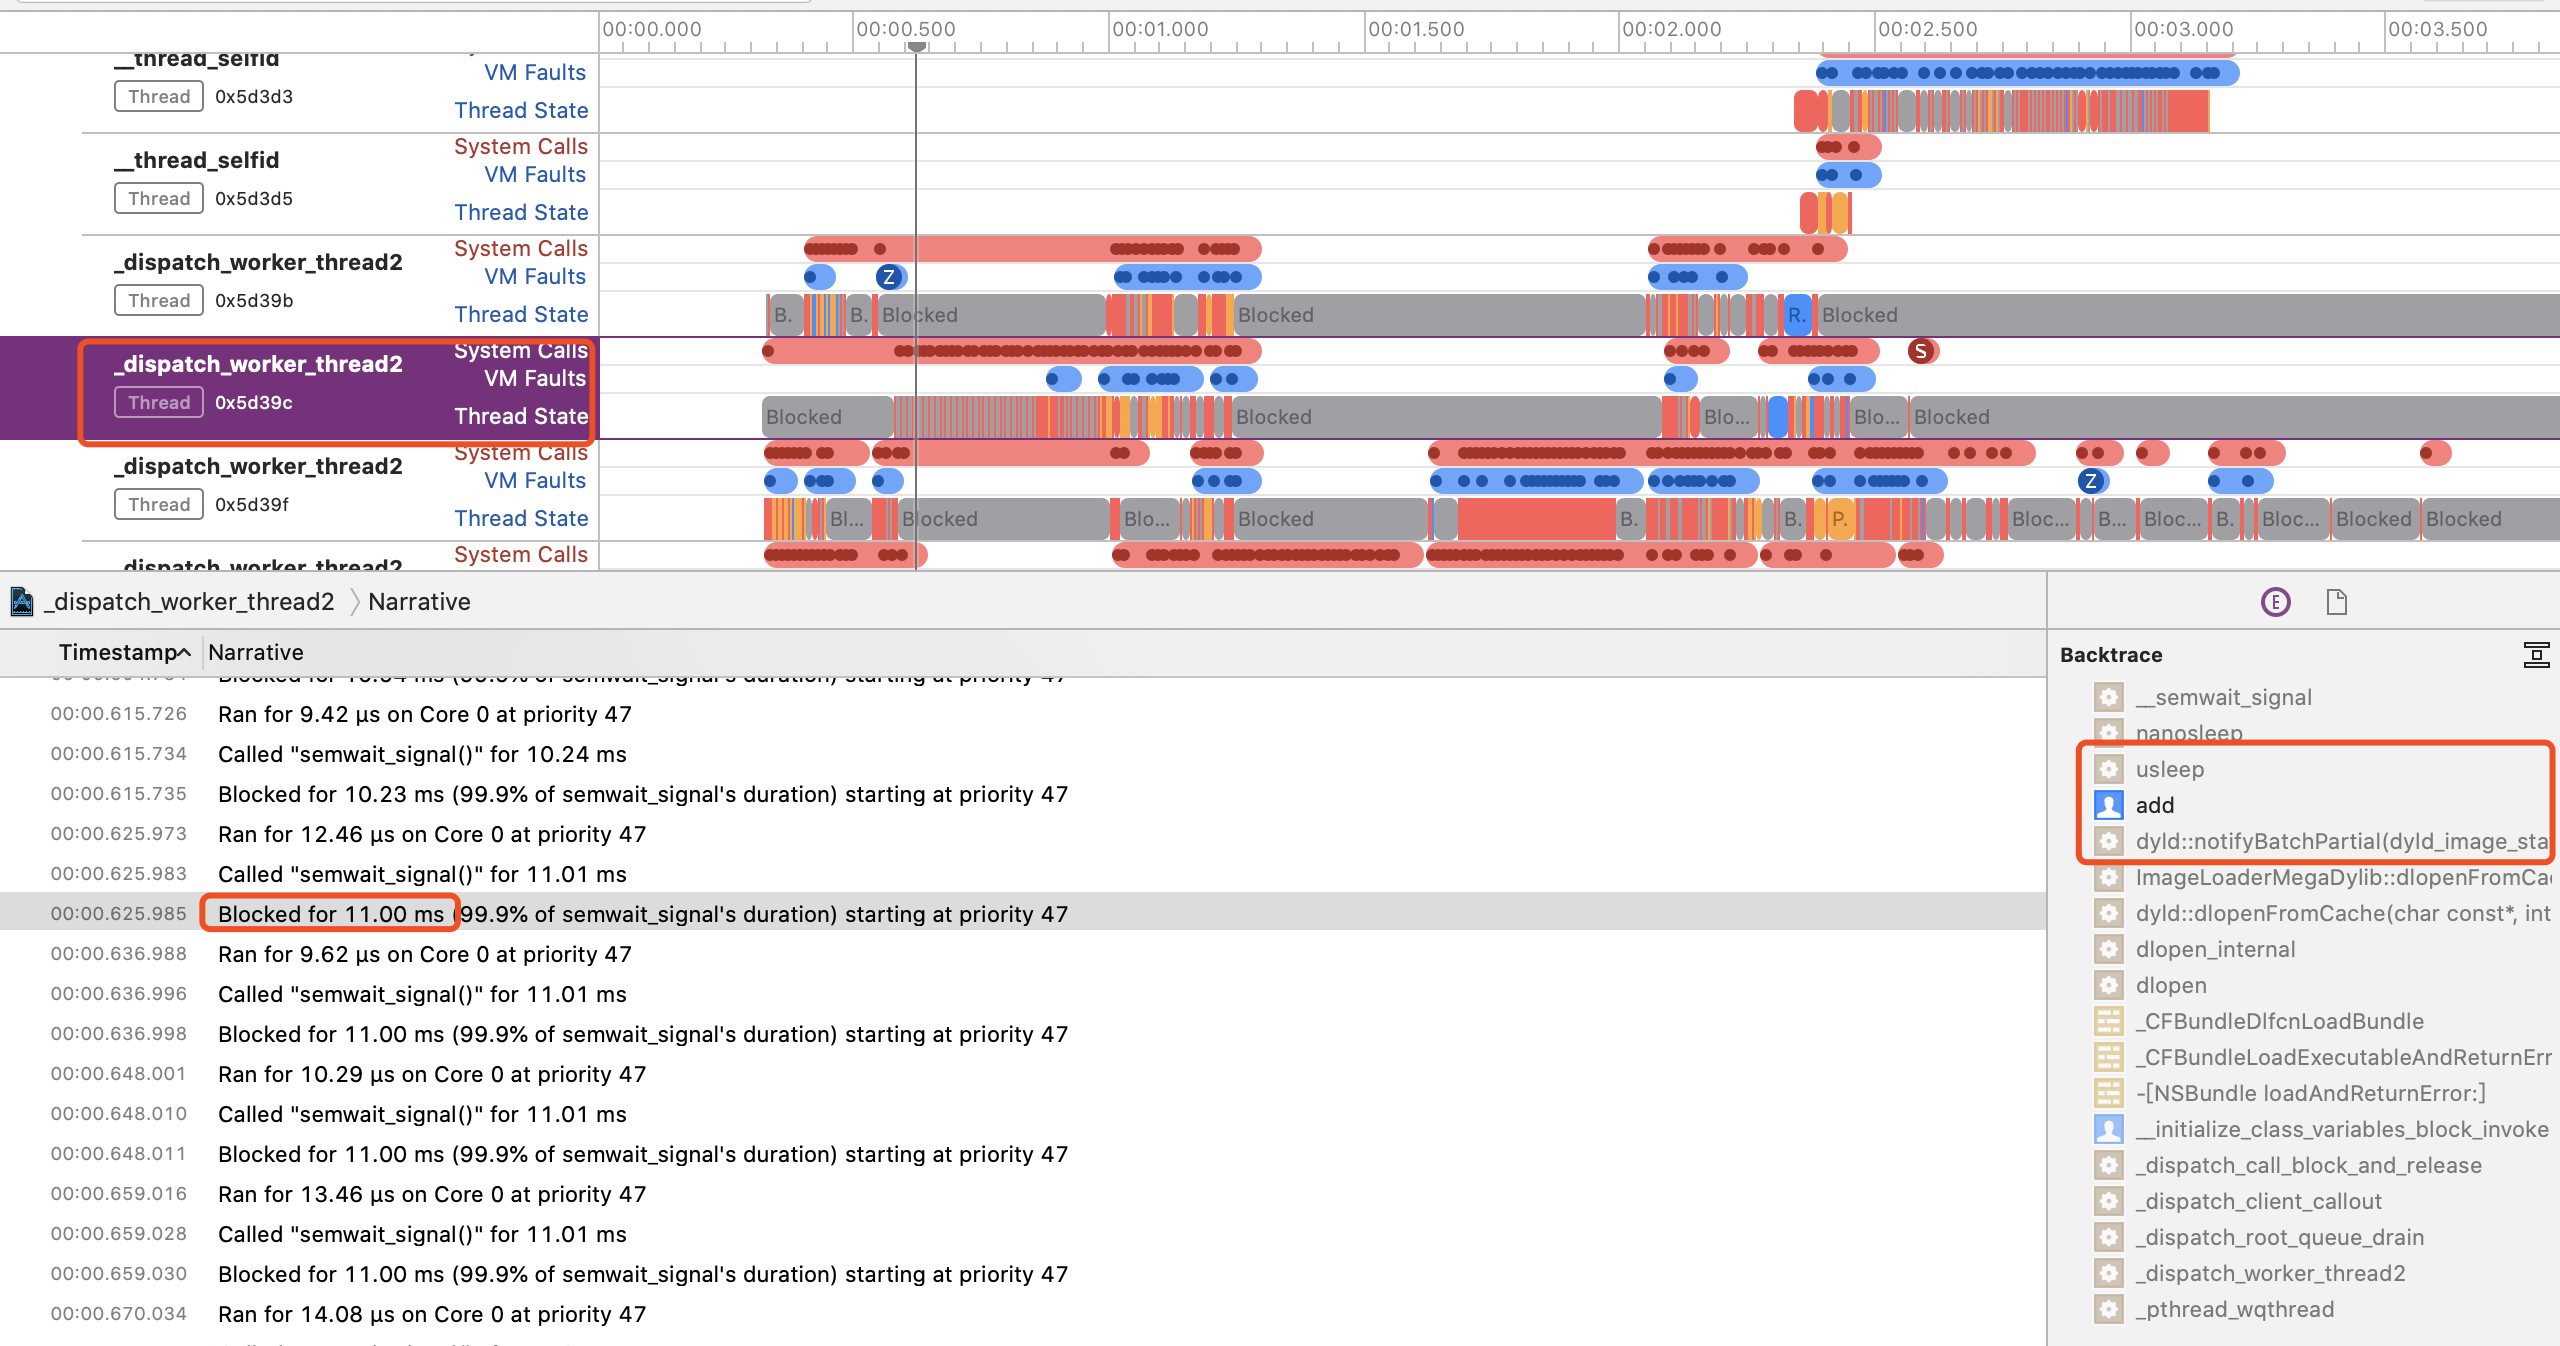 00:00.000 00:00.500 00:01.000 00:01.500 00:02.000 00:02.500 00:03.000 00:03.500
__thread_selfid
VM Faults
Thread 0x5d3d3
Thread State
System Calls
__thread_selfid
VM Faults
Thread 0x5d3d5
Thread State
System Calls
_dispatch_worker_thread2
VM Faults
Z
Thread 0x5d39b
Thread State B. B. Blocked Blocked R. Blocked
System Calls S
_dispatch_worker_thread2
VM Faults
Thread 0x5d39c
Thread State Blocked Blocked Blo... Blo... Blocked
System Calls
_dispatch_worker_thread2
VM Faults Z
Thread 0x5d39f
Thread State Bl... Blocked Blo... Blocked B. B. P. Bloc... B... Bloc... B. Bloc... Blocked Blocked
System Calls
_dispatch_worker_thread2
_dispatch_worker_thread2 Narrative
E
Timestamp Narrative
00:00.615.726 Ran for 9.42 µs on Core 0 at priority 47
00:00.615.734 Called "semwait_signal()" for 10.24 ms
00:00.615.735 Blocked for 10.23 ms (99.9% of semwait_signal's duration) starting at priority 47
00:00.625.973 Ran for 12.46 µs on Core 0 at priority 47
00:00.625.983 Called "semwait_signal()" for 11.01 ms
00:00.625.985 Blocked for 11.00 ms (99.9% of semwait_signal's duration) starting at priority 47
00:00.636.988 Ran for 9.62 µs on Core 0 at priority 47
00:00.636.996 Called "semwait_signal()" for 11.01 ms
00:00.636.998 Blocked for 11.00 ms (99.9% of semwait_signal's duration) starting at priority 47
00:00.648.001 Ran for 10.29 µs on Core 0 at priority 47
00:00.648.010 Called "semwait_signal()" for 11.01 ms
00:00.648.011 Blocked for 11.00 ms (99.9% of semwait_signal's duration) starting at priority 47
00:00.659.016 Ran for 13.46 µs on Core 0 at priority 47
00:00.659.028 Called "semwait_signal()" for 11.01 ms
00:00.659.030 Blocked for 11.00 ms (99.9% of semwait_signal's duration) starting at priority 47
00:00.670.034 Ran for 14.08 µs on Core 0 at priority 47
Backtrace
__semwait_signal
nanosleep
usleep
add
dyld::notifyBatchPartial(dyld_image_sta
ImageLoaderMegaDylib::dlopenFromCa
dyld::dlopenFromCache(char const*, int
dlopen_internal
dlopen
_CFBundleDlfcnLoadBundle
_CFBundleLoadExecutableAndReturnErr
-[NSBundle loadAndReturnError:]
__initialize_class_variables_block_invoke
_dispatch_call_block_and_release
_dispatch_client_callout
_dispatch_root_queue_drain
_dispatch_worker_thread2
_pthread_wqthread